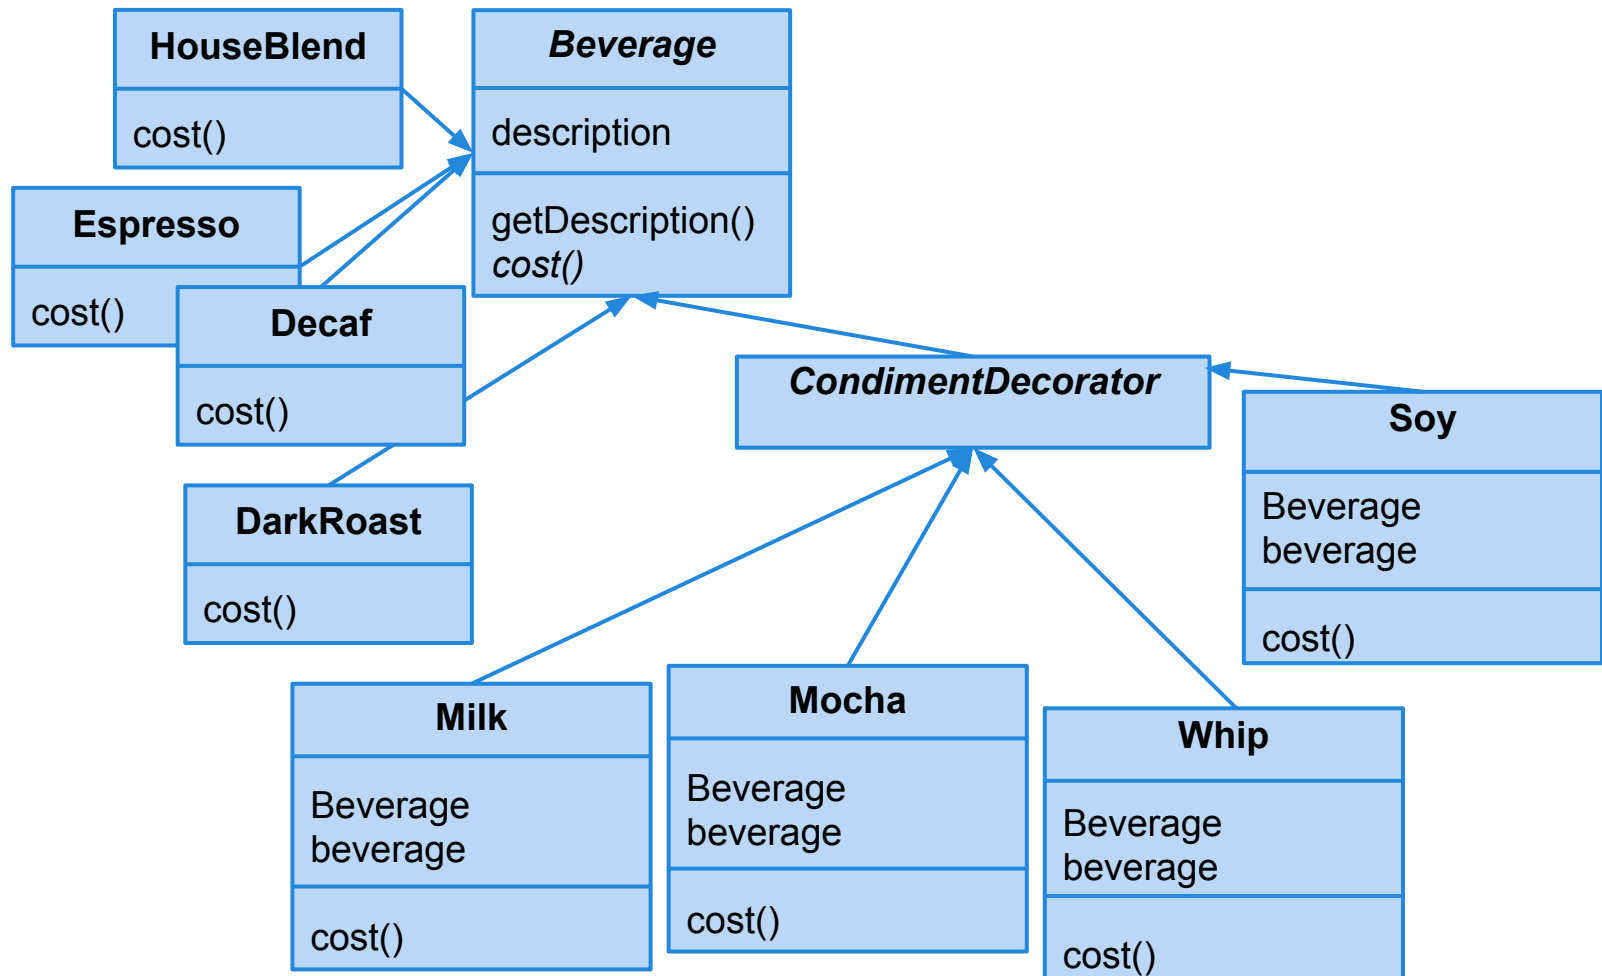 HouseBlend
cost()
Beverage
description
getDescription()
cost()
Espresso
cost()
Decaf
cost()
DarkRoast
cost()
CondimentDecorator
Soy
Beverage
beverage
cost()
Milk
Beverage
beverage
cost()
Mocha
Beverage
beverage
cost()
Whip
Beverage
beverage
cost()